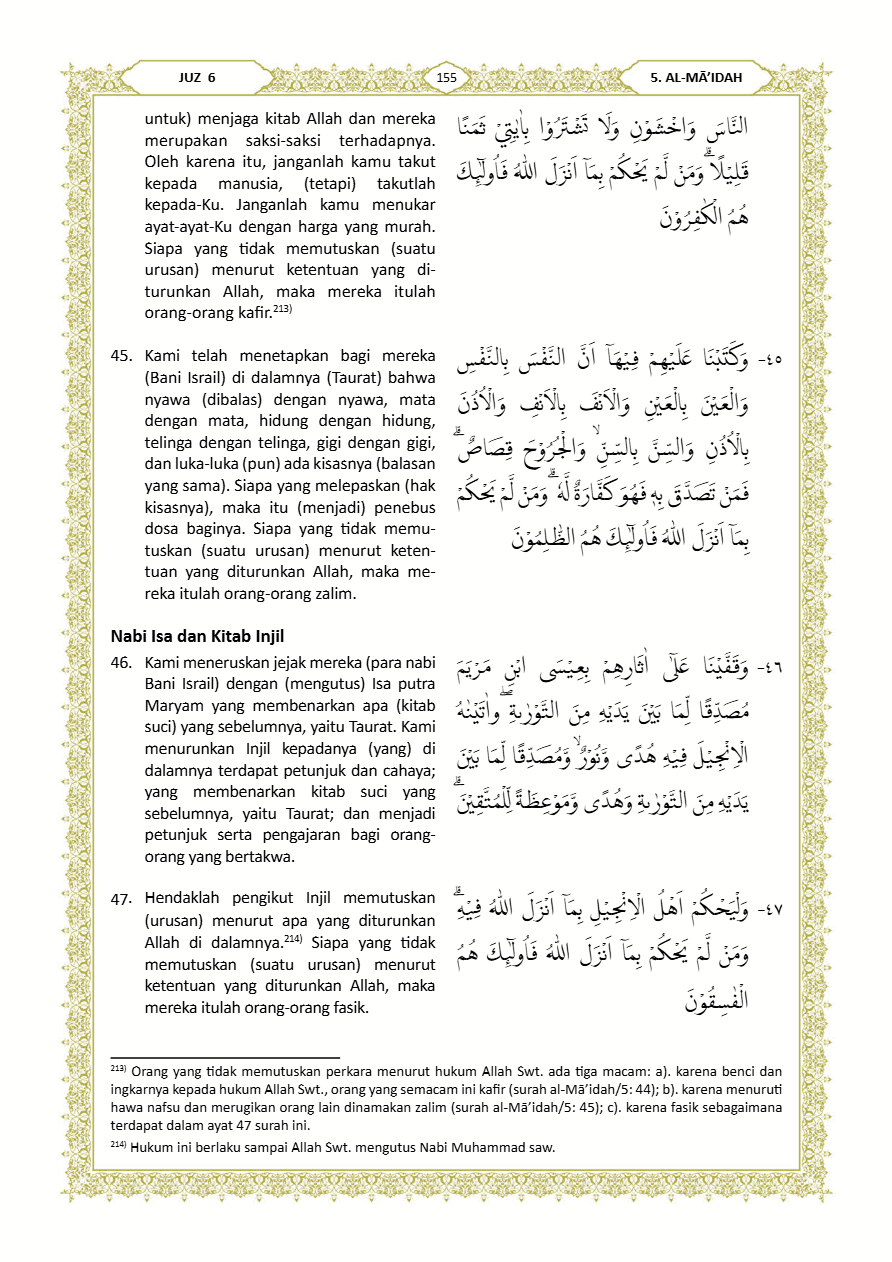 JUZ 6
155
5. AL-MĀ’IDAH
untuk) menjaga kitab Allah dan mereka
merupakan saksi-saksi terhadapnya.
Oleh karena itu, janganlah kamu takut
kepada manusia, (tetapi) takutlah
kepada-Ku. Janganlah kamu menukar
ayat-ayat-Ku dengan harga yang murah.
Siapa yang tidak memutuskan (suatu
urusan) menurut ketentuan yang di-
turunkan Allah, maka mereka itulah
orang-orang kafir.213)
النَّاسَ وَاخْشَوْنِ وَلَا تَشْتَرُوْا بِاٰيٰتِيْ ثَمَنًا
قَلِيْلًاۗ وَمَنْ لَّمْ يَحْكُمْ بِمَآ اَنْزَلَ اللّٰهُ فَاُولٰۤىِٕكَ
هُمُ الْكٰفِرُوْنَ
45. Kami telah menetapkan bagi mereka
(Bani Israil) di dalamnya (Taurat) bahwa
nyawa (dibalas) dengan nyawa, mata
dengan mata, hidung dengan hidung,
telinga dengan telinga, gigi dengan gigi,
dan luka-luka (pun) ada kisasnya (balasan
yang sama). Siapa yang melepaskan (hak
kisasnya), maka itu (menjadi) penebus
dosa baginya. Siapa yang tidak memu-
tuskan (suatu urusan) menurut keten-
tuan yang diturunkan Allah, maka me-
reka itulah orang-orang zalim.
٤٥- وَكَتَبْنَا عَلَيْهِمْ فِيْهَآ اَنَّ النَّفْسَ بِالنَّفْسِ
وَالْعَيْنَ بِالْعَيْنِ وَالْاَنْفَ بِالْاَنْفِ وَالْاُذُنَ
بِالْاُذُنِ وَالسِّنَّ بِالسِّنِّۙ وَالْجُرُوْحَ قِصَاصٌۗ
فَمَنْ تَصَدَّقَ بِهٖ فَهُوَ كَفَّارَةٌ لَّهٗۗ وَمَنْ لَّمْ يَحْكُمْ
بِمَآ اَنْزَلَ اللّٰهُ فَاُولٰۤىِٕكَ هُمُ الظّٰلِمُوْنَ
Nabi Isa dan Kitab Injil
46. Kami meneruskan jejak mereka (para nabi
Bani Israil) dengan (mengutus) Isa putra
Maryam yang membenarkan apa (kitab
suci) yang sebelumnya, yaitu Taurat. Kami
menurunkan Injil kepadanya (yang) di
dalamnya terdapat petunjuk dan cahaya;
yang membenarkan kitab suci yang
sebelumnya, yaitu Taurat; dan menjadi
petunjuk serta pengajaran bagi orang-
orang yang bertakwa.
٤٦- وَقَفَّيْنَا عَلٰٓى اٰثَارِهِمْ بِعِيْسَى ابْنِ مَرْيَمَ
مُصَدِّقًا لِّمَا بَيْنَ يَدَيْهِ مِنَ التَّوْرٰىةِ ۖواٰتَيْنٰهُ
الْاِنْجِيْلَ فِيْهِ هُدًى وَّنُوْرٌۙ وَّمُصَدِّقًا لِّمَا بَيْنَ
يَدَيْهِ مِنَ التَّوْرٰىةِ وَهُدًى وَّمَوْعِظَةً لِّلْمُتَّقِيْنَۗ
47. Hendaklah pengikut Injil memutuskan
(urusan) menurut apa yang diturunkan
Allah di dalamnya.214) Siapa yang tidak
memutuskan (suatu urusan) menurut
ketentuan yang diturunkan Allah, maka
mereka itulah orang-orang fasik.
٤٧- وَلْيَحْكُمْ اَهْلُ الْاِنْجِيْلِ بِمَآ اَنْزَلَ اللّٰهُ فِيْهِۗ
وَمَنْ لَّمْ يَحْكُمْ بِمَآ اَنْزَلَ اللّٰهُ فَاُولٰۤىِٕكَ هُمُ
الْفٰسِقُوْنَ
213) Orang yang tidak memutuskan perkara menurut hukum Allah Swt. ada tiga macam: a). karena benci dan
ingkarnya kepada hukum Allah Swt., orang yang semacam ini kafir (surah al-Mā’idah/5: 44); b). karena menuruti
hawa nafsu dan merugikan orang lain dinamakan zalim (surah al-Mā’idah/5: 45); c). karena fasik sebagaimana
terdapat dalam ayat 47 surah ini.
214) Hukum ini berlaku sampai Allah Swt. mengutus Nabi Muhammad saw.